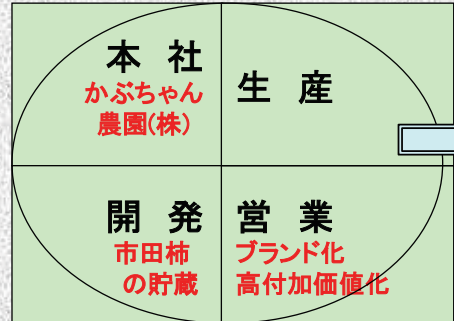 本 社
かぶちゃん
農園(株)
生 産
開 発
市田柿
の貯蔵
営 業
ブランド化
高付加価値化